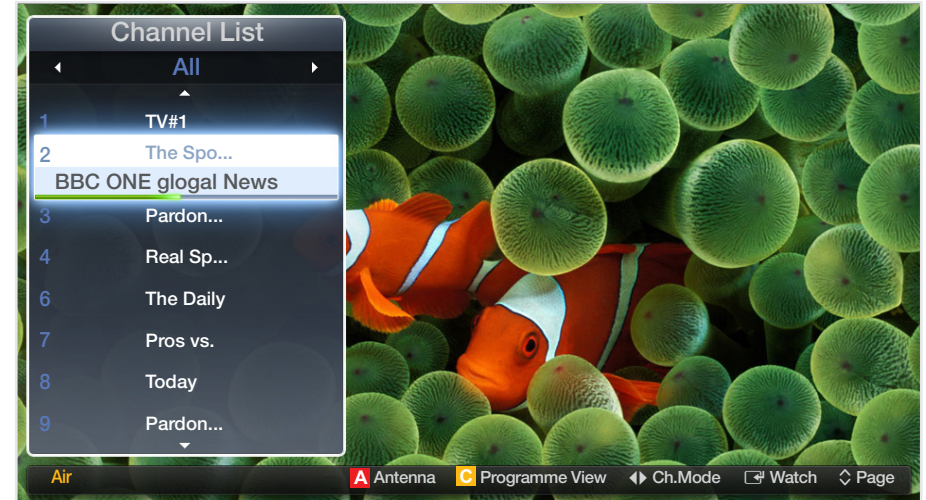 Channel List
All
1 TV#1
2 The Spo...
BBC ONE glogal News
3 Pardon...
4 Real Sp...
6 The Daily
7 Pros vs.
8 Today
9 Pardon...
Air A Antenna C Programme View Ch.Mode Watch Page